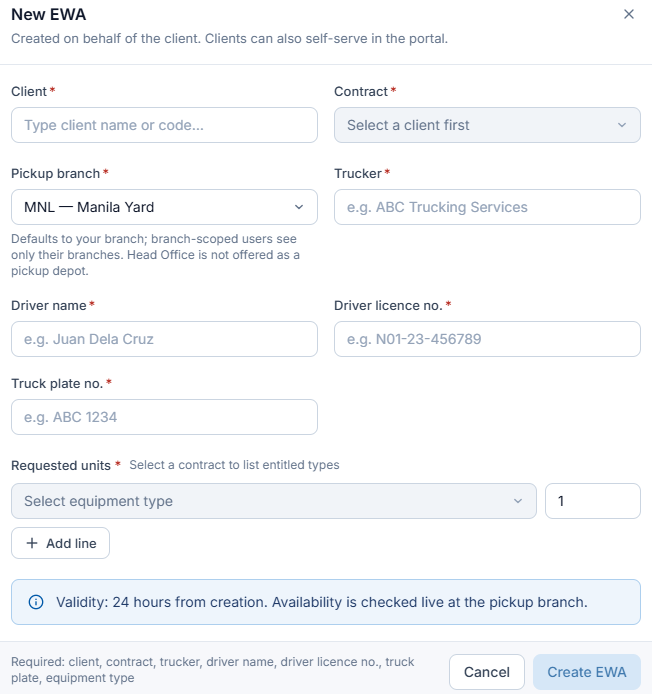 New EWA
Created on behalf of the client. Clients can also self-serve in the portal.
Client *
Contract *
Type client name or code...
Select a client first
Pickup branch *
Trucker *
MNL — Manila Yard
e.g. ABC Trucking Services
Defaults to your branch; branch-scoped users see
only their branches. Head Office is not offered as a
pickup depot.
Driver name *
Driver licence no. *
e.g. Juan Dela Cruz
e.g. N01-23-456789
Truck plate no. *
e.g. ABC 1234
Requested units * Select a contract to list entitled types
Select equipment type
1
+ Add line
Validity: 24 hours from creation. Availability is checked live at the pickup branch.
Required: client, contract, trucker, driver name, driver licence no., truck
plate, equipment type
Cancel
Create EWA